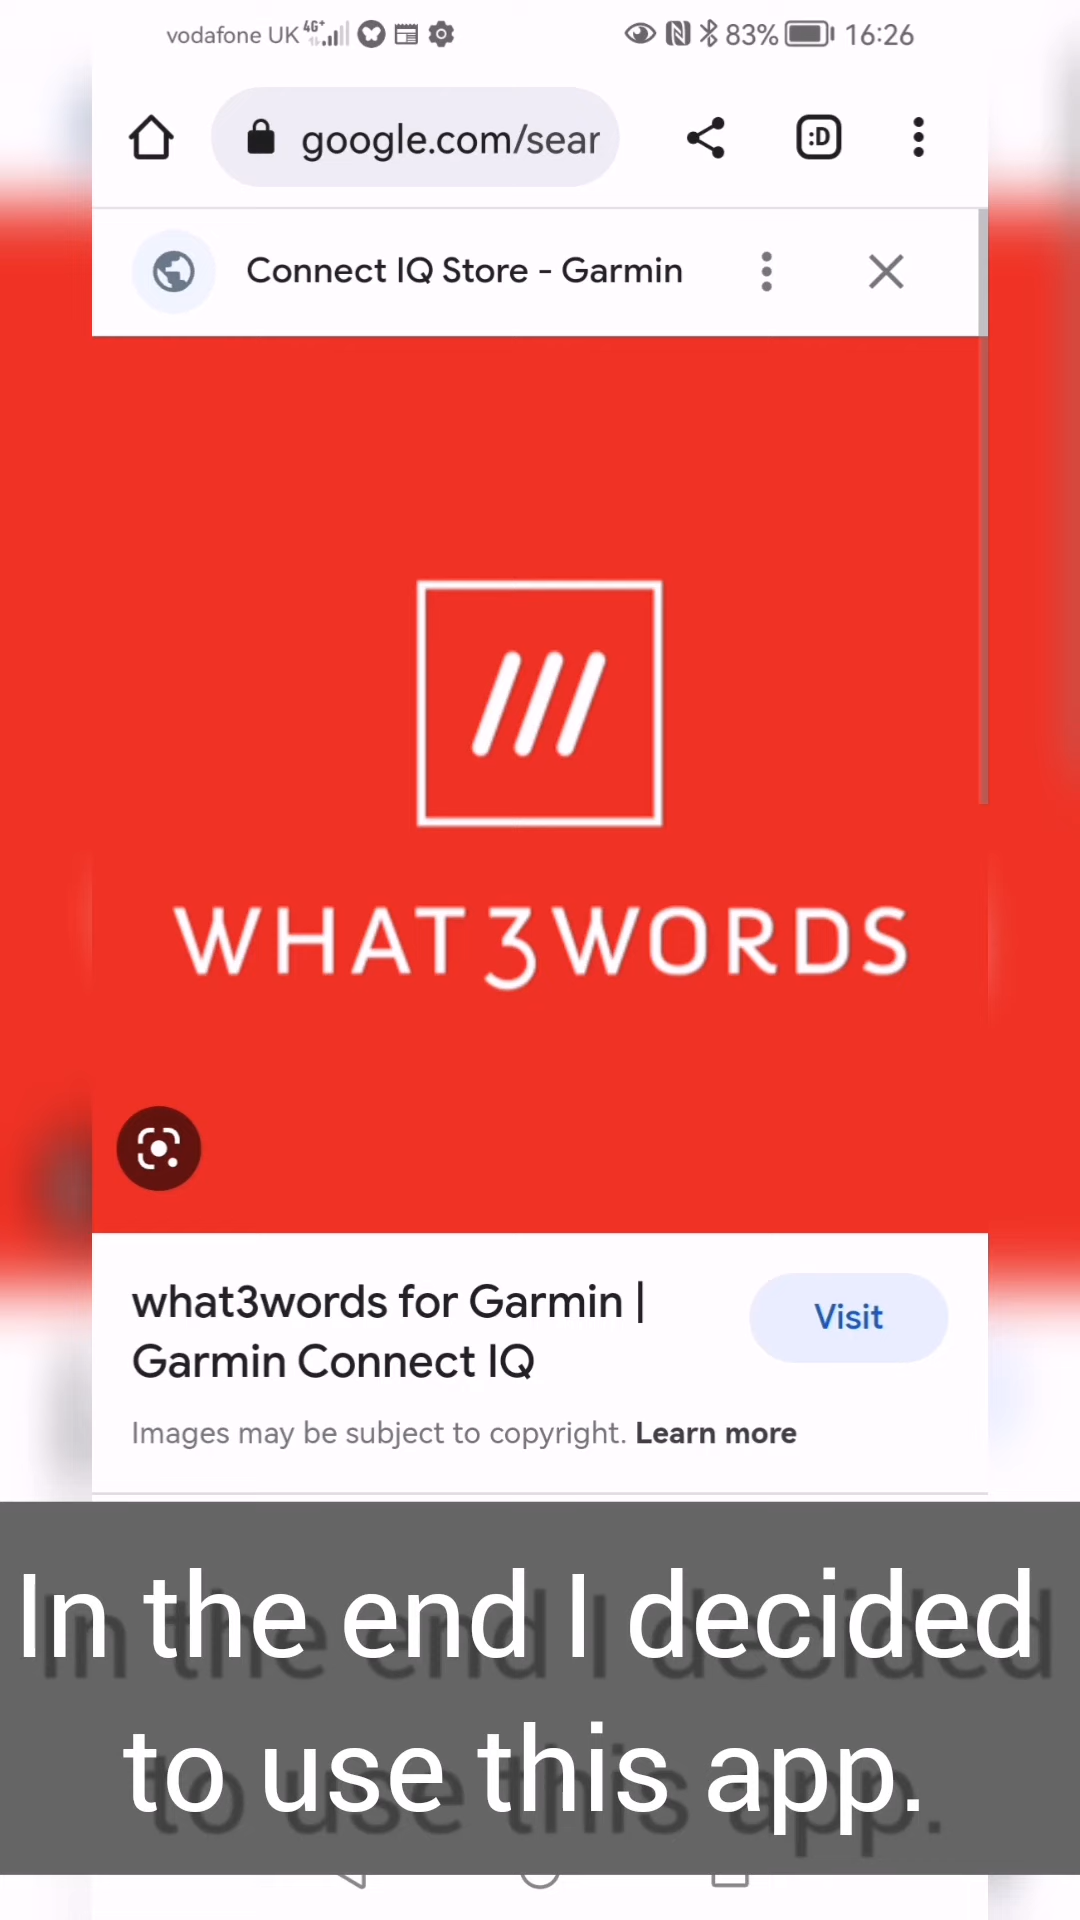 vodafone UK 4G+ 83% 16:26
google.com/sear :D
Connect IQ Store - Garmin
WHAT3WORDS
what3words for Garmin |
Garmin Connect IQ
Visit
Images may be subject to copyright. Learn more
In the end I decided
to use this app.